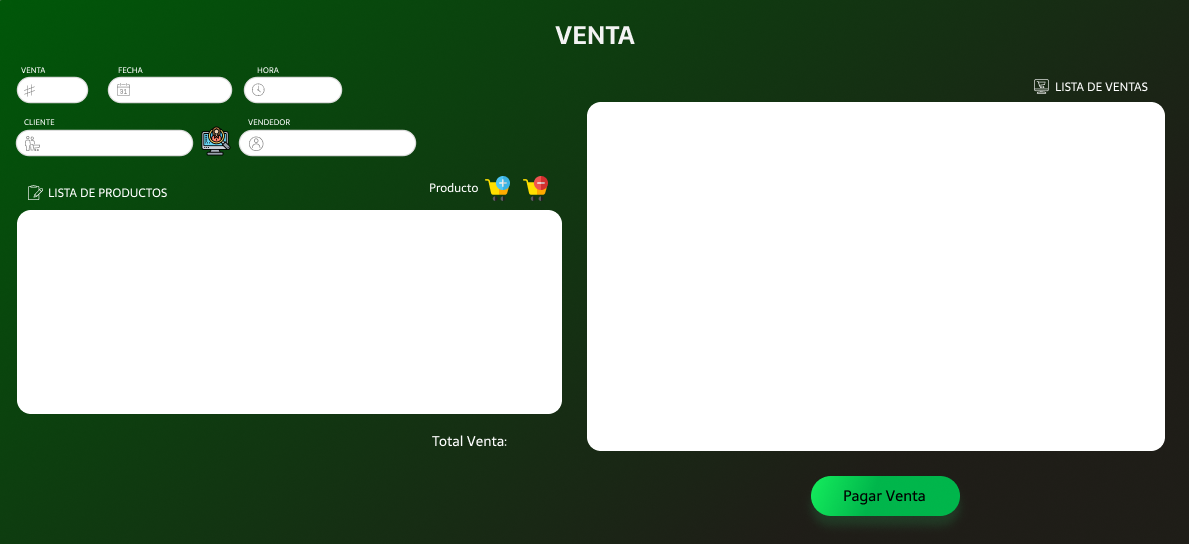 VENTA
VENTA
FECHA
HORA
31
CLIENTE
VENDEDOR
LISTA DE PRODUCTOS
Producto
Total Venta:
LISTA DE VENTAS
Pagar Venta